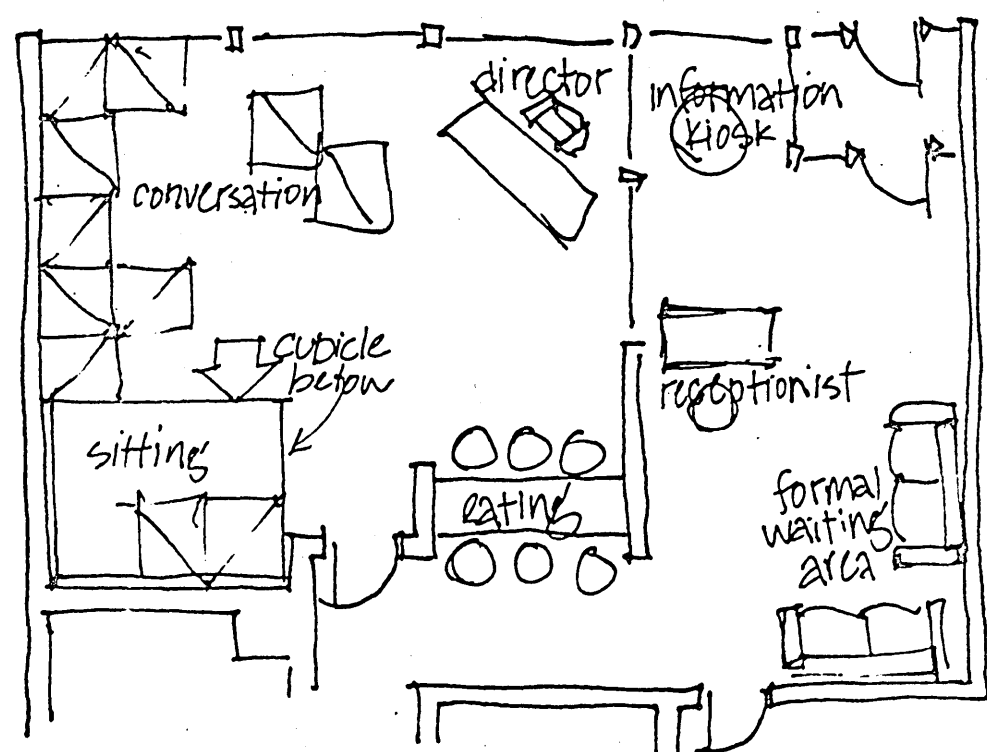 director
information
kiosk
conversation
cubicle
below
receptionist
sitting
eating
formal
waiting
area